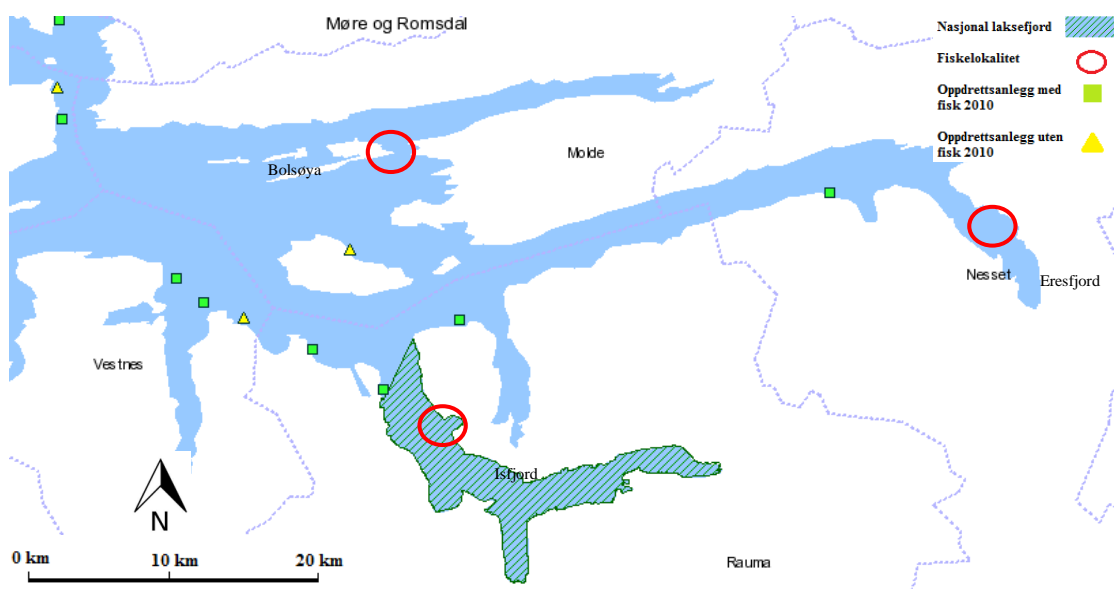 Møre og Romsdal
Nasjonal laksefjord
Fiskelokalitet
Oppdrettsanlegg med
fisk 2010
Oppdrettsanlegg uten
fisk 2010
Molde
Bolsøya
Nesset
Eresfjord
Vestnes
Isfjord
N
0 km
10 km
20 km
Rauma